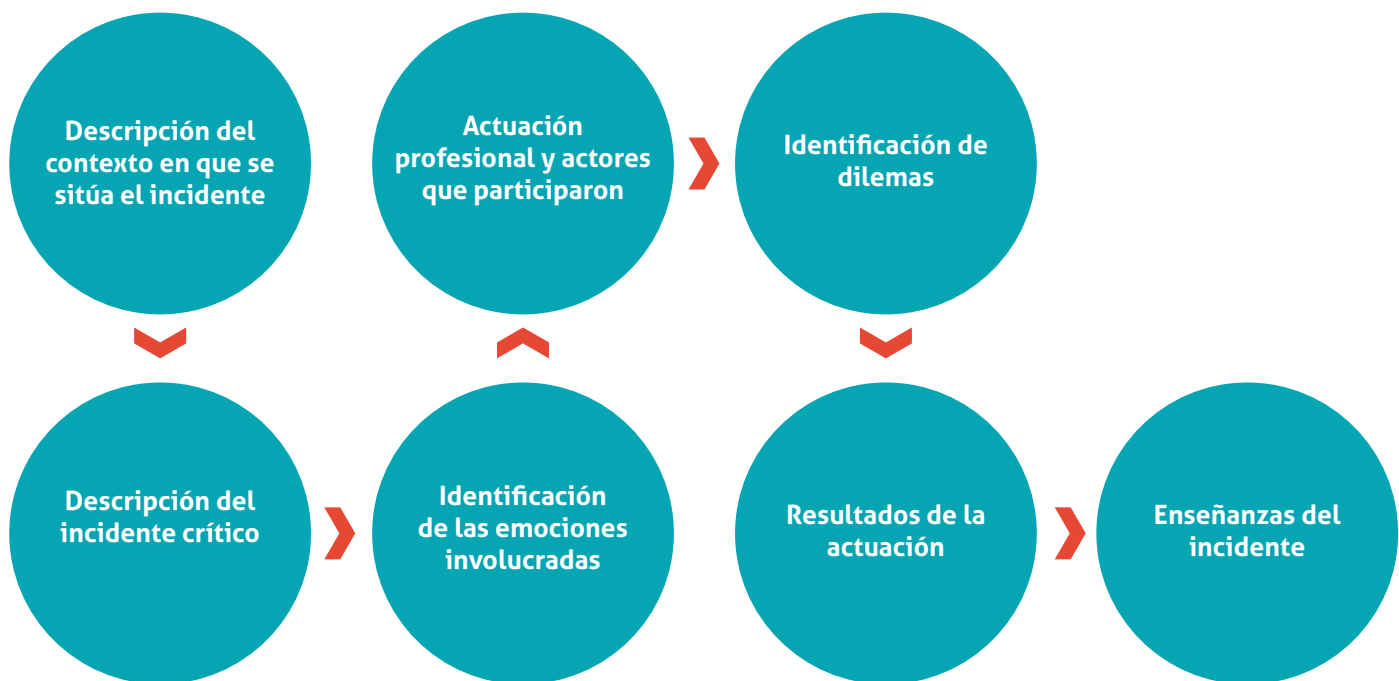 Descripción del
contexto en que se
sitúa el incidente
Actuación
profesional y actores
que participaron
Identificación de
dilemas
Descripción del
incidente crítico
Identificación
de las emociones
involucradas
Resultados de la
actuación
Enseñanzas del
incidente